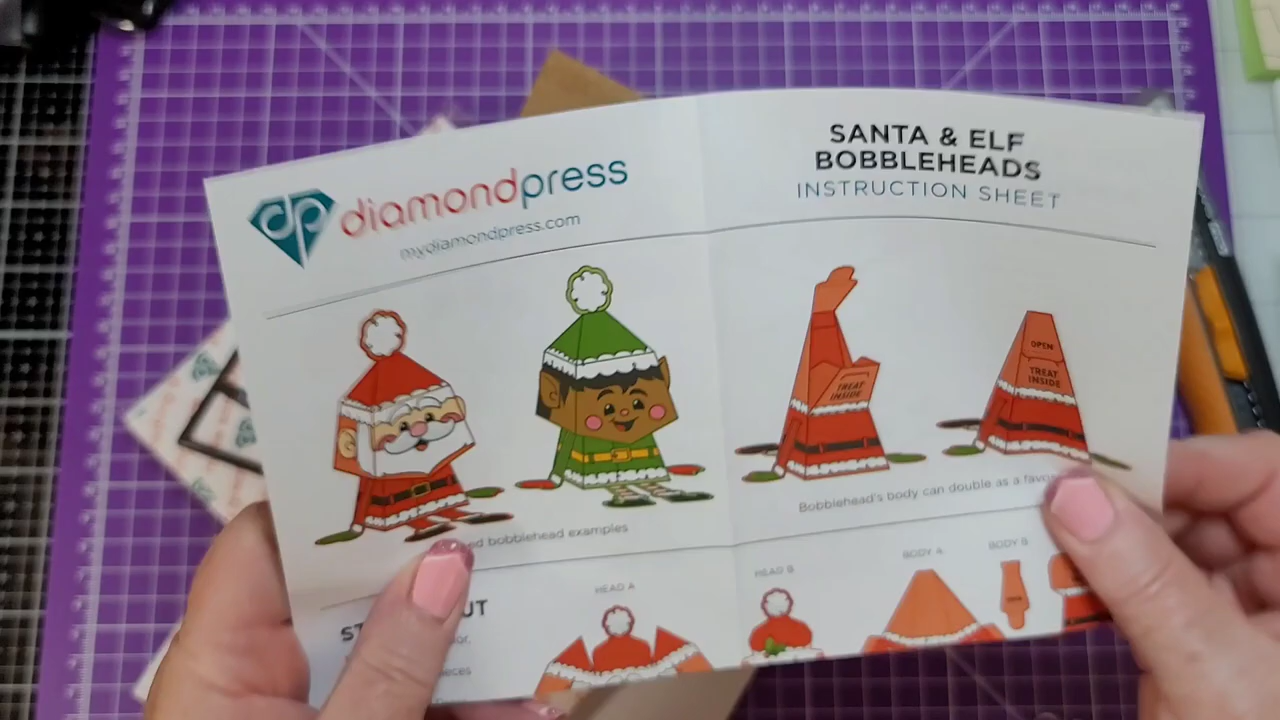 dp diamondpress
mydiamondpress.com
SANTA & ELF
BOBBLEHEADS
INSTRUCTION SHEET
TREAT
INSIDE
OPEN
TREAT
INSIDE
bobblehead examples
Bobblehead's body can double as a
HEAD A
HEAD B
BODY A
BODY B